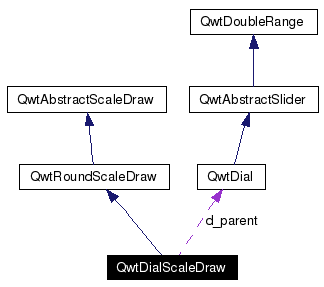 QwtDoubleRange
QwtAbstractScaleDraw
QwtAbstractSlider
QwtRoundScaleDraw
QwtDial
d_parent
QwtDialScaleDraw